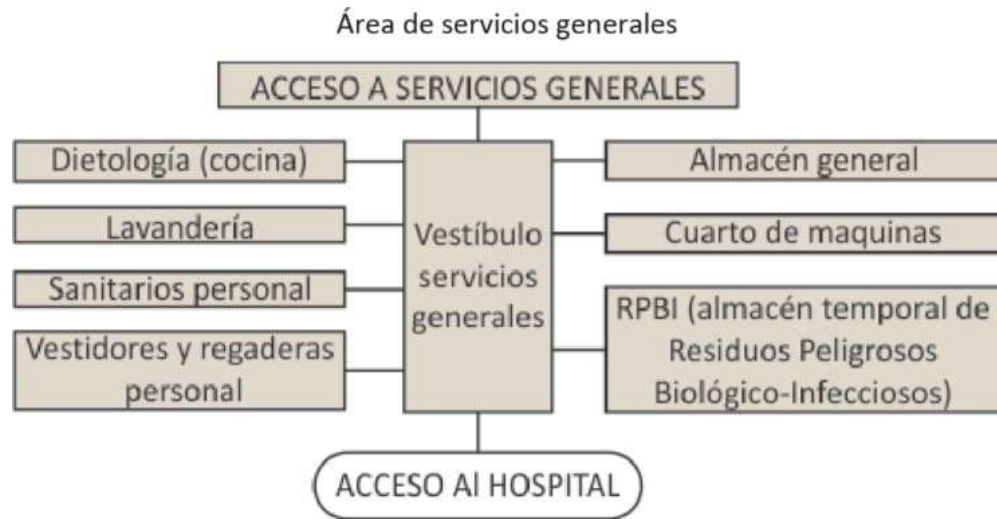 Área de servicios generales
ACCESO A SERVICIOS GENERALES
Dietología (cocina)
Lavandería
Sanitarios personal
Vestidores y regaderas
personal
Vestíbulo
servicios
generales
Almacén general
Cuarto de maquinas
RPBI (almacén temporal de
Residuos Peligrosos
Biológico-Infecciosos)
ACCESO Al HOSPITAL